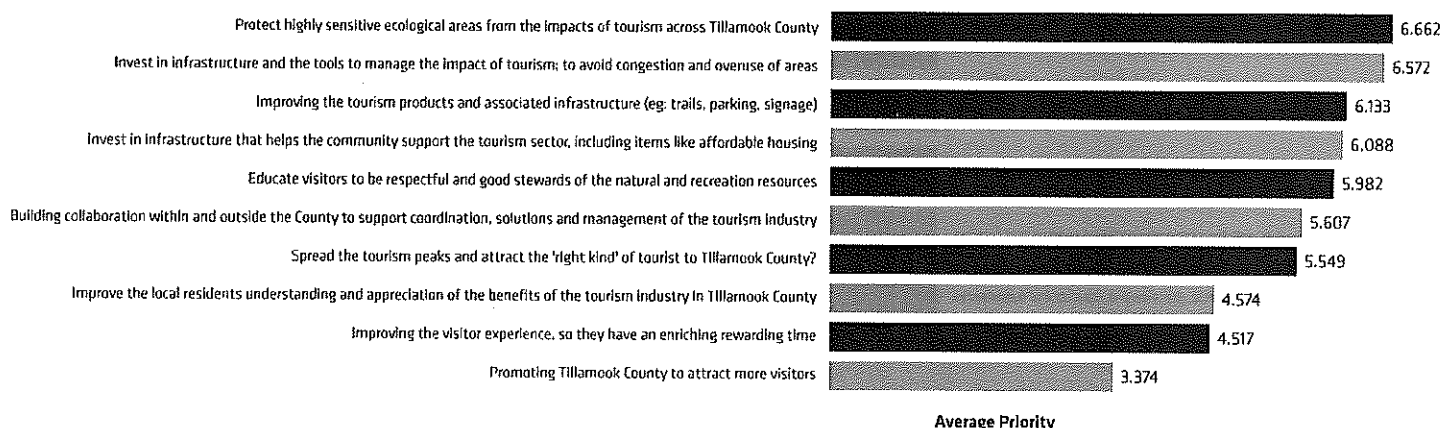 Protect highly sensitive ecological areas from the impacts of tourism across Tillamook County 6.662
Invest in infrastructure and the tools to manage the impact of tourism; to avoid congestion and overuse of areas 6.572
Improving the tourism products and associated infrastructure (eg: trails, parking, signage) 6.133
Invest in infrastructure that helps the community support the tourism sector, including items like affordable housing 6,088
Educate visitors to be respectful and good stewards of the natural and recreation resources 5.982
Building collaboration within and outside the County to support coordination, solutions and management of the tourism industry 5.607
Spread the tourism peaks and attract the 'right kind' of tourist to Tillamook County? 5.549
Improve the local residents understanding and appreciation of the benefits of the tourism industry in Tillamook County 4.574
Improving the visitor experience, so they have an enriching rewarding time 4.517
Promoting Tillamook County to attract more visitors 3.374
Average Priority